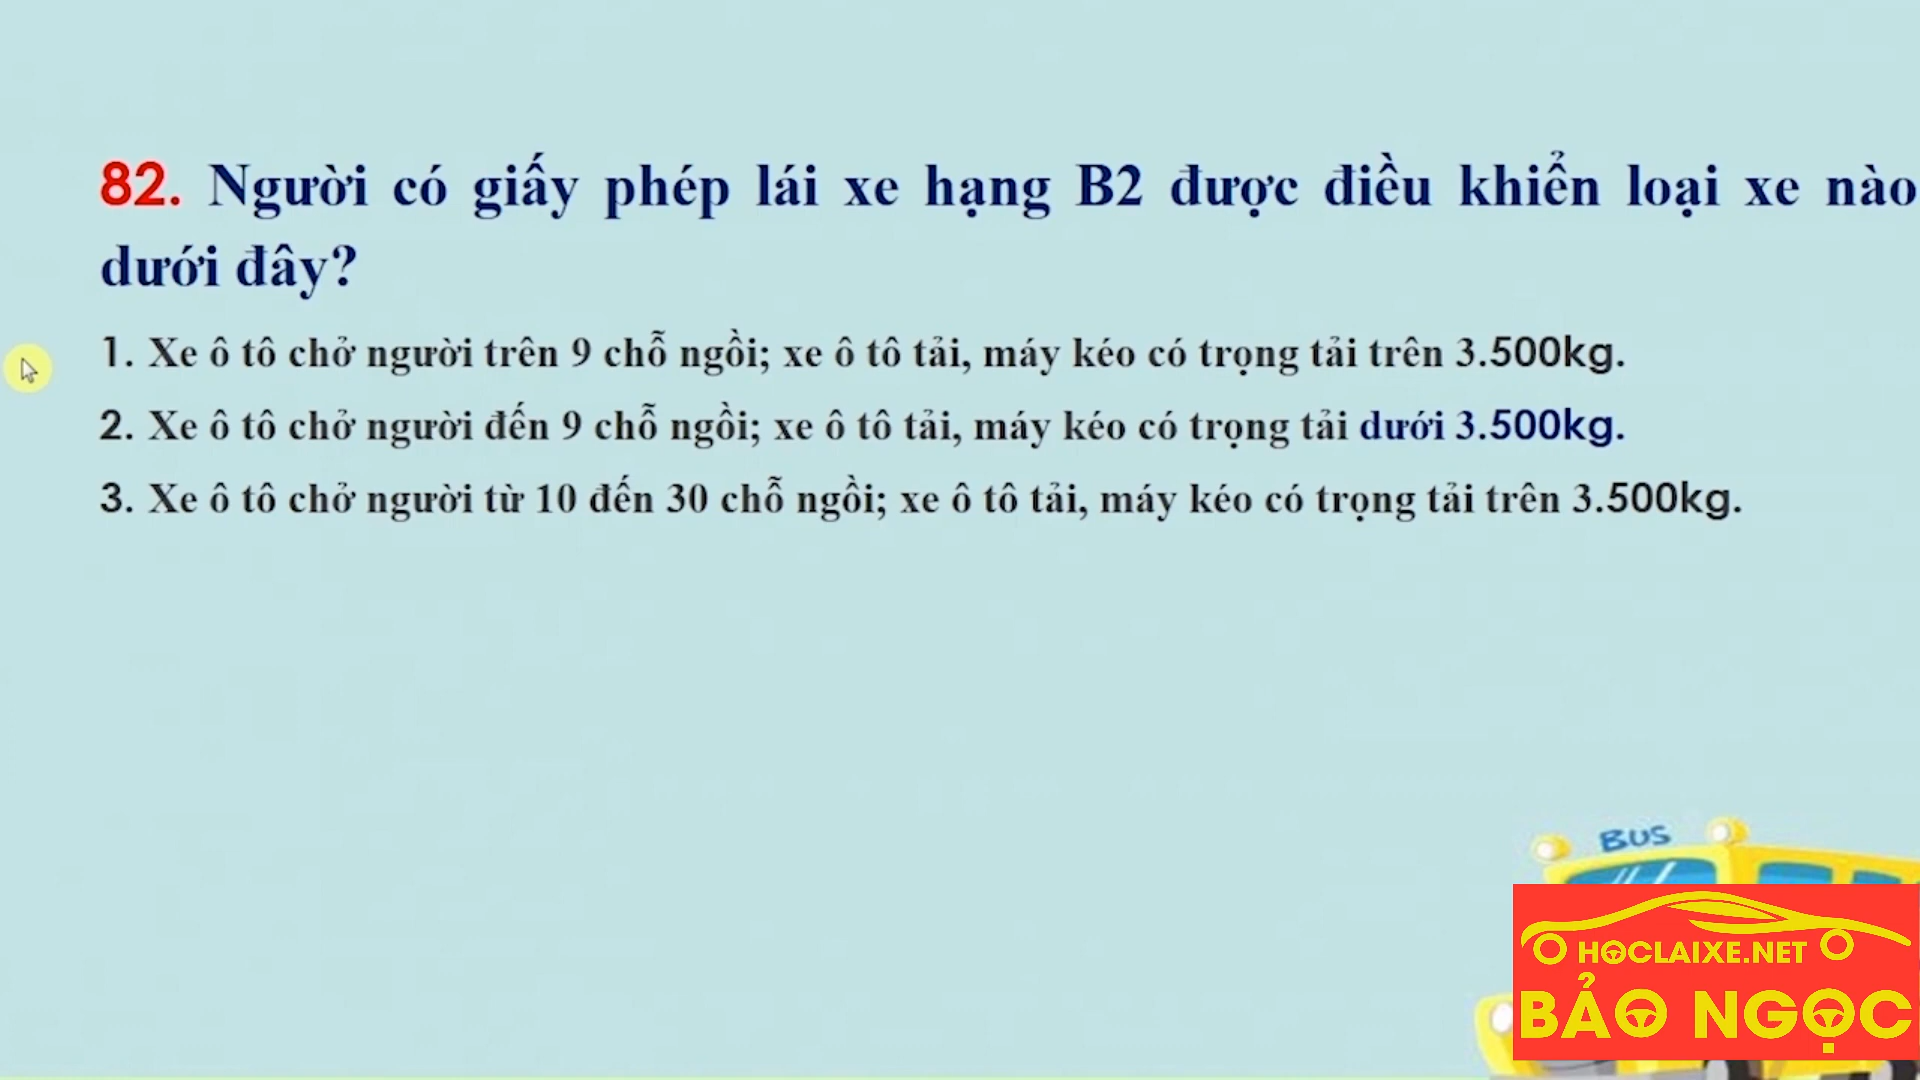 82. Người có giấy phép lái xe hạng B2 được điều khiển loại xe nào
dưới đây?
1. Xe ô tô chở người trên 9 chỗ ngồi; xe ô tô tải, máy kéo có trọng tải trên 3.500kg.
2. Xe ô tô chở người đến 9 chỗ ngồi; xe ô tô tải, máy kéo có trọng tải dưới 3.500kg.
3. Xe ô tô chở người từ 10 đến 30 chỗ ngồi; xe ô tô tải, máy kéo có trọng tải trên 3.500kg.
BUS
HOCLAIXE.NET
BẢO NGỌC